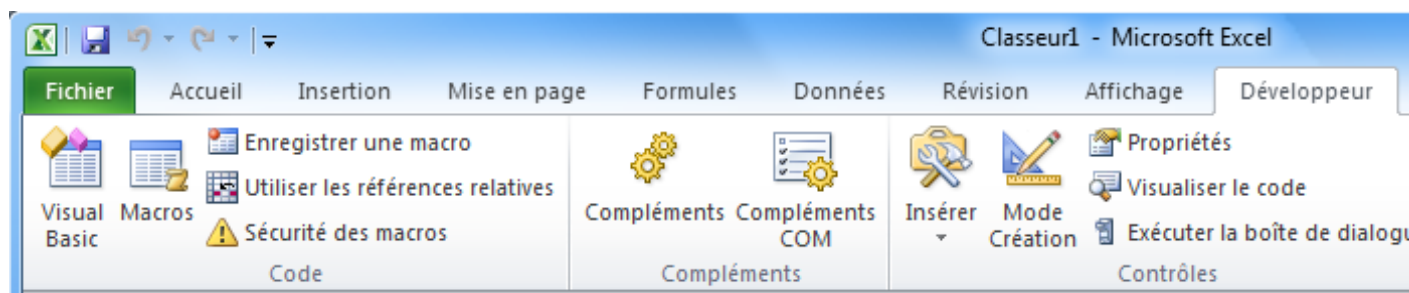 Classeur1 - Microsoft Excel
Fichier Accueil Insertion Mise en page Formules Données Révision Affichage Développeur
Visual Basic
Macros
Enregistrer une macro
Utiliser les références relatives
Sécurité des macros
Code
Compléments
Compléments COM
Compléments
Insérer
Mode Création
Propriétés
Visualiser le code
Exécuter la boîte de dialogu
Contrôles